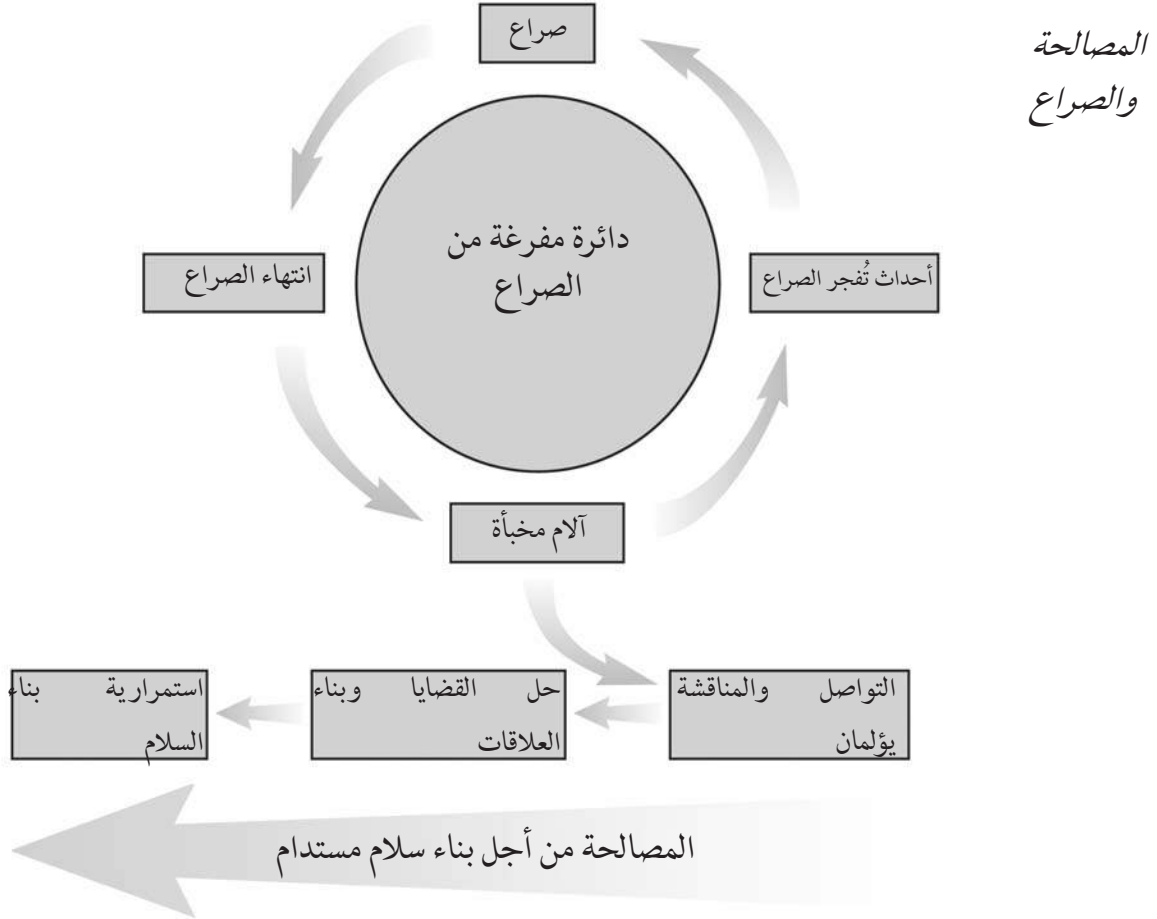 المصالحة
والصراع
صراع
دائرة مفرغة من
الصراع
أحداث تُفجر الصراع
انتهاء الصراع
آلام مخبأة
التواصل والمناقشة
يؤلمان
حل القضايا وبناء
العلاقات
استمرارية بناء
السلام
المصالحة من أجل بناء سلام مستدام